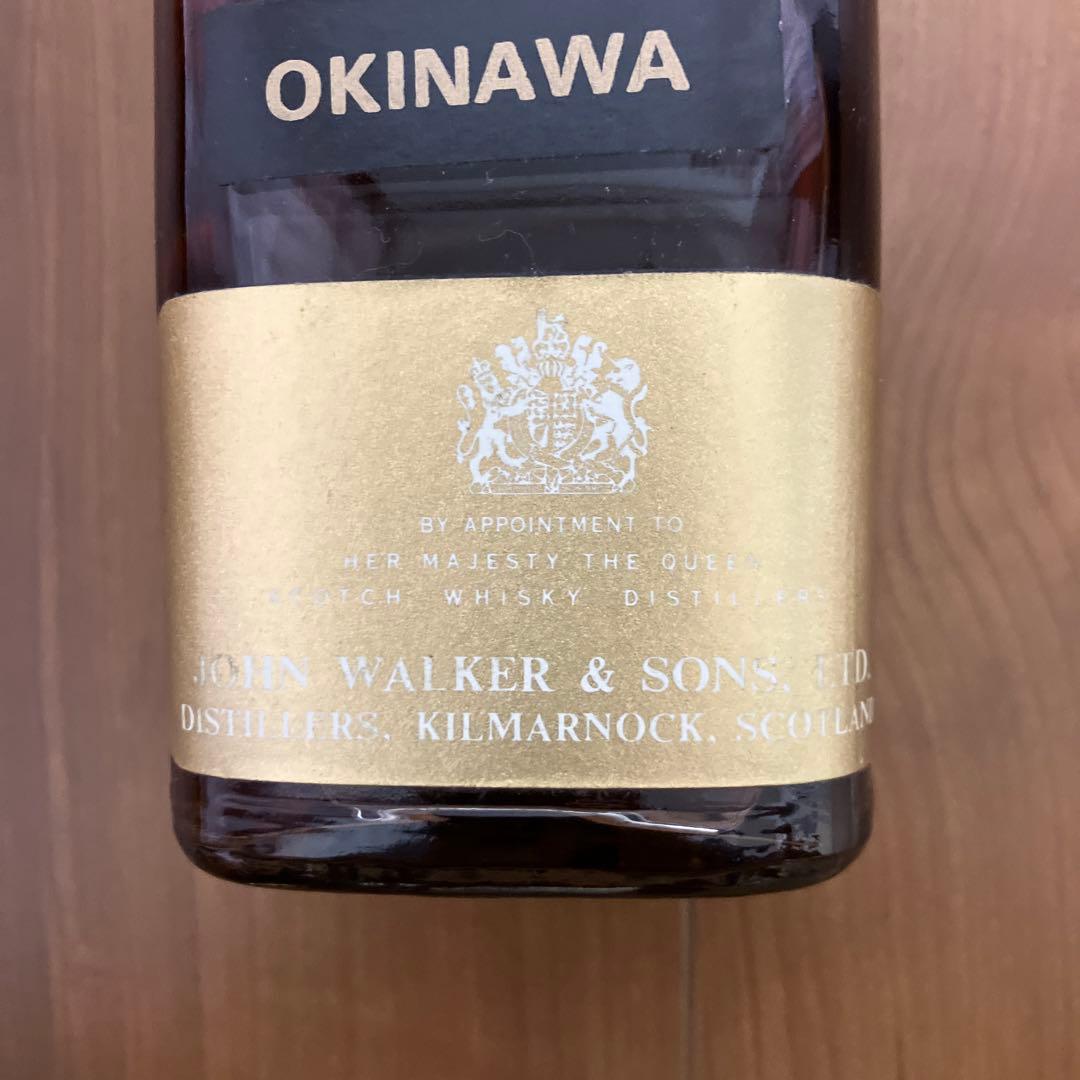 OKINAWA
BY APPOINTMENT TO
HER MAJESTY THE QUEEN
SCOTCH WHISKY DISTILLERS
JOHN WALKER & SONS, LTD.
DISTILLERS, KILMARNOCK, SCOTLAND